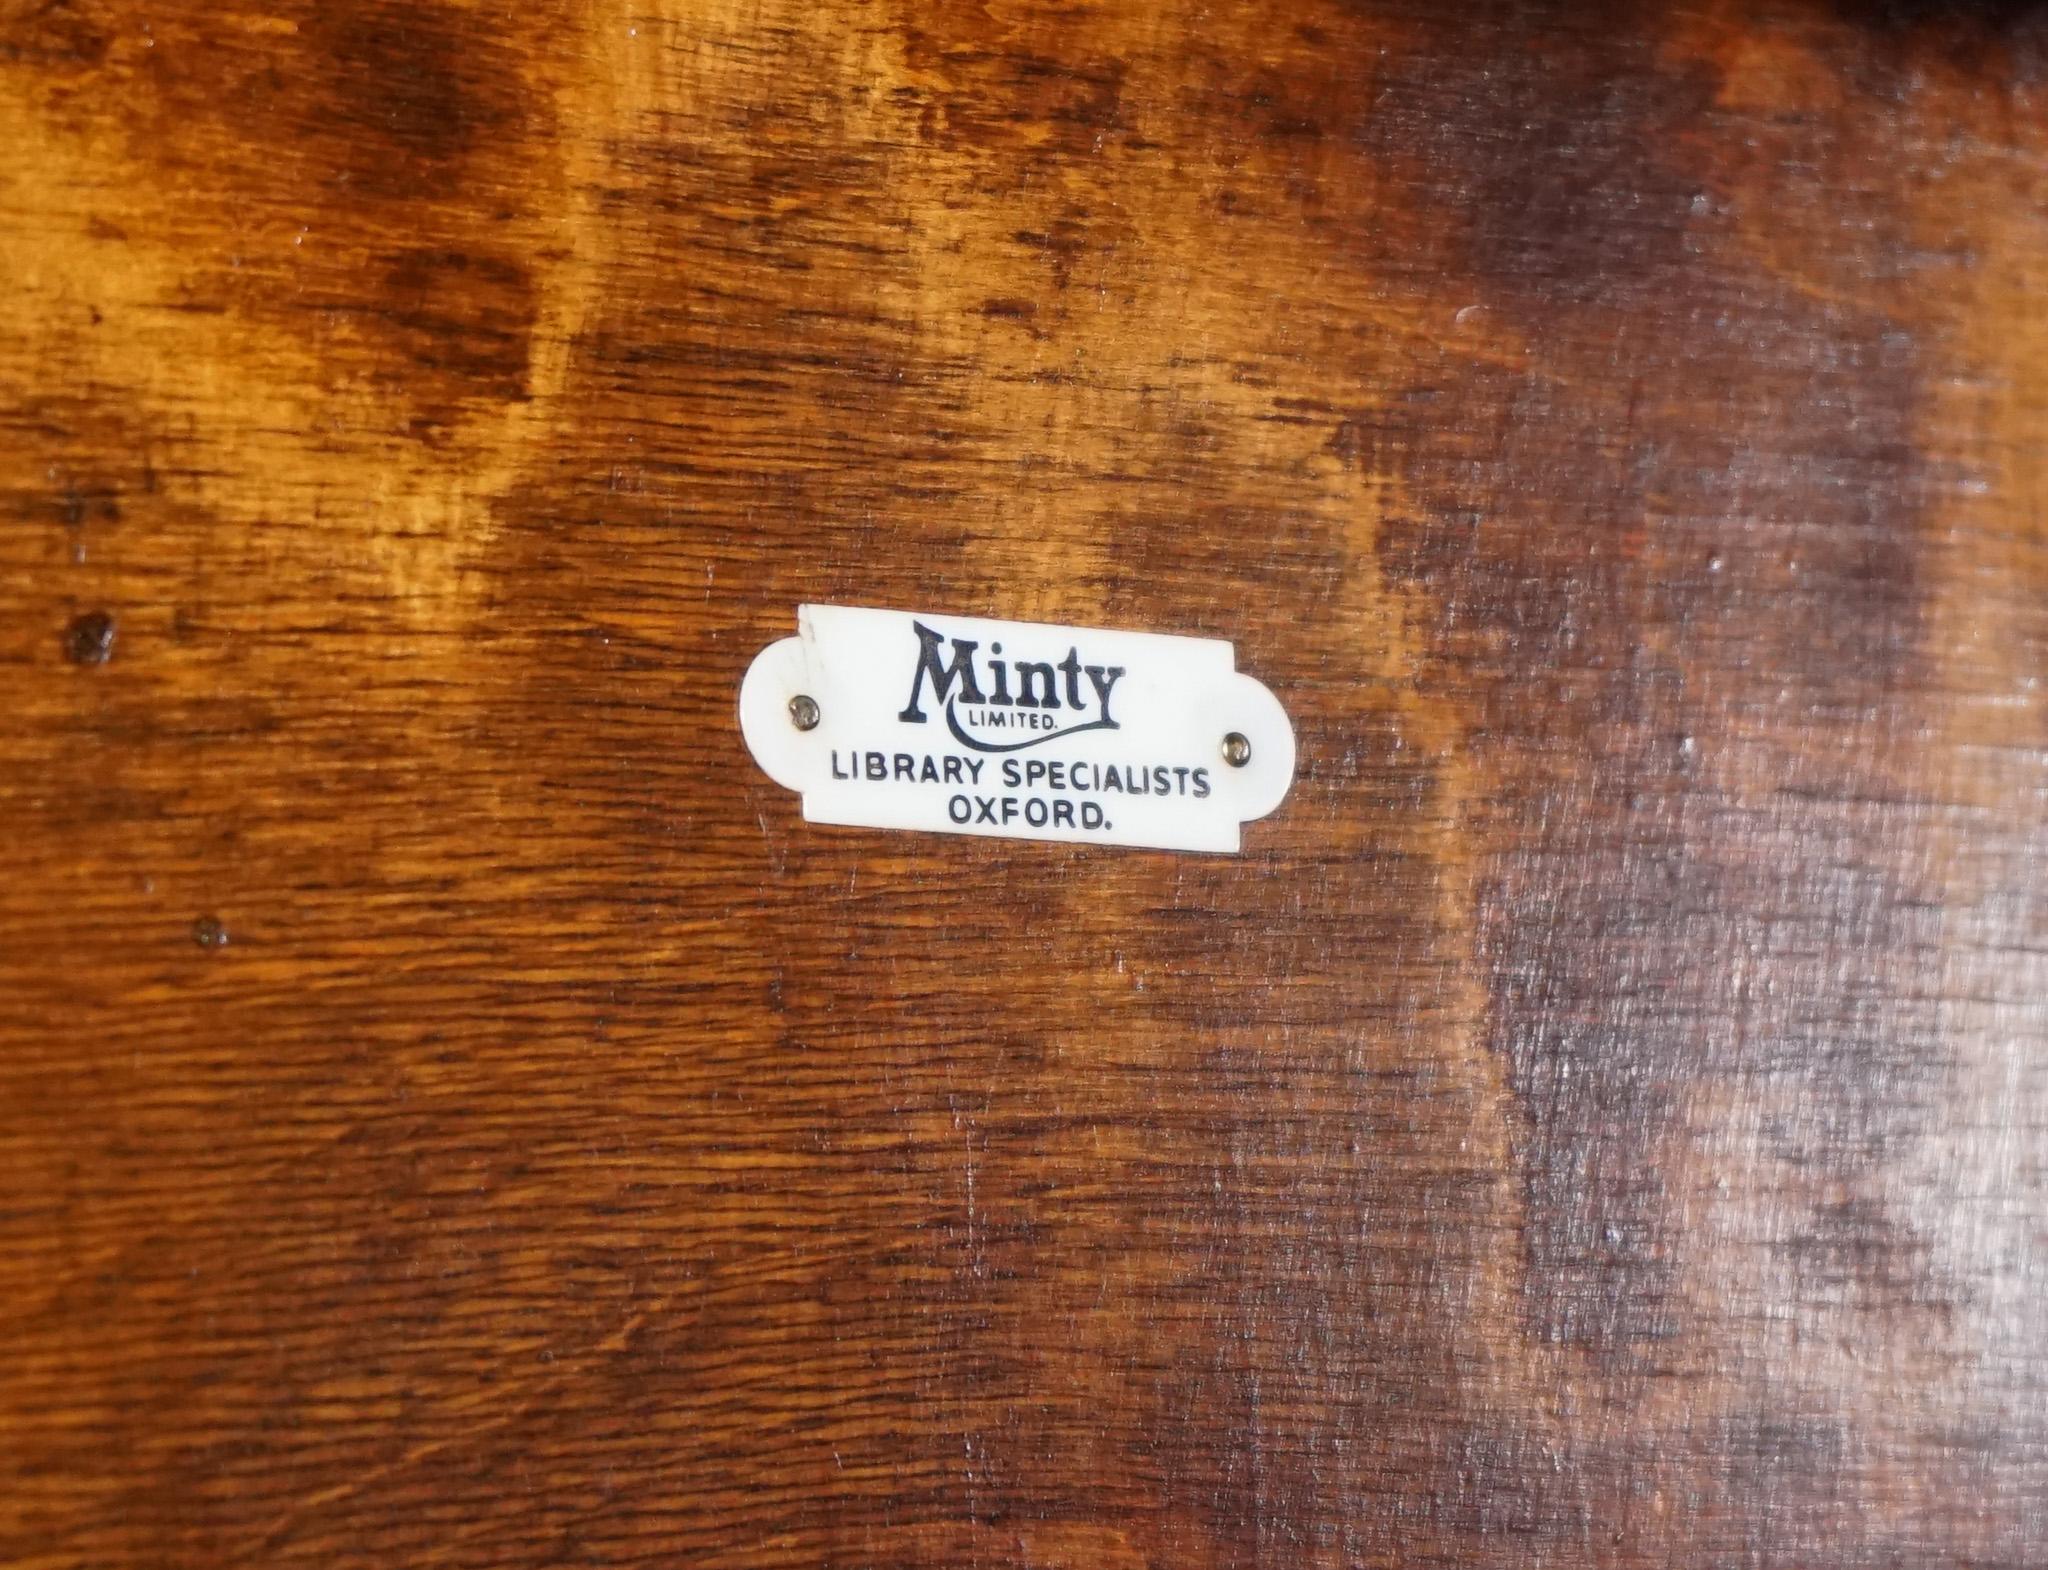 Minty
LIMITED.
LIBRARY SPECIALISTS
OXFORD.